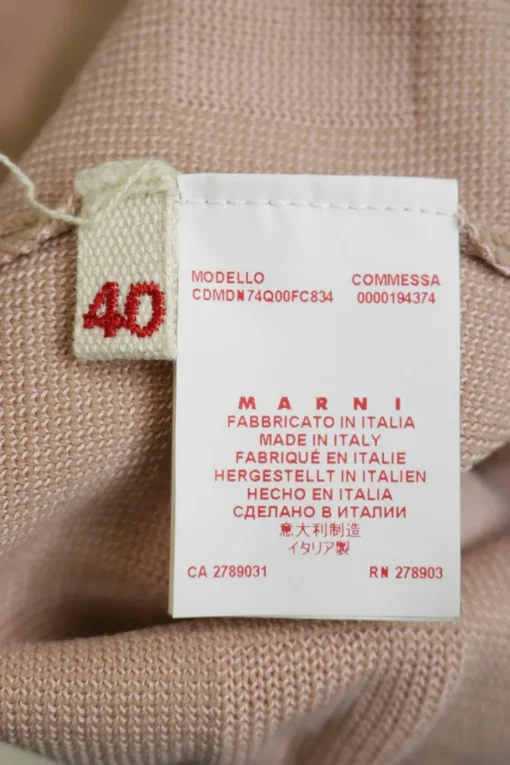 40
MODELLO COMMESSA
CDMDN74Q00FC834 0000194374
MARNI
FABBRICATO IN ITALIA
MADE IN ITALY
FABRIQUÉ EN ITALIE
HERGESTELLT IN ITALIEN
HECHO EN ITALIA
СДЕЛАНО В ИТАЛИИ
意大利制造
イタリア製
CA 2789031 RN 278903